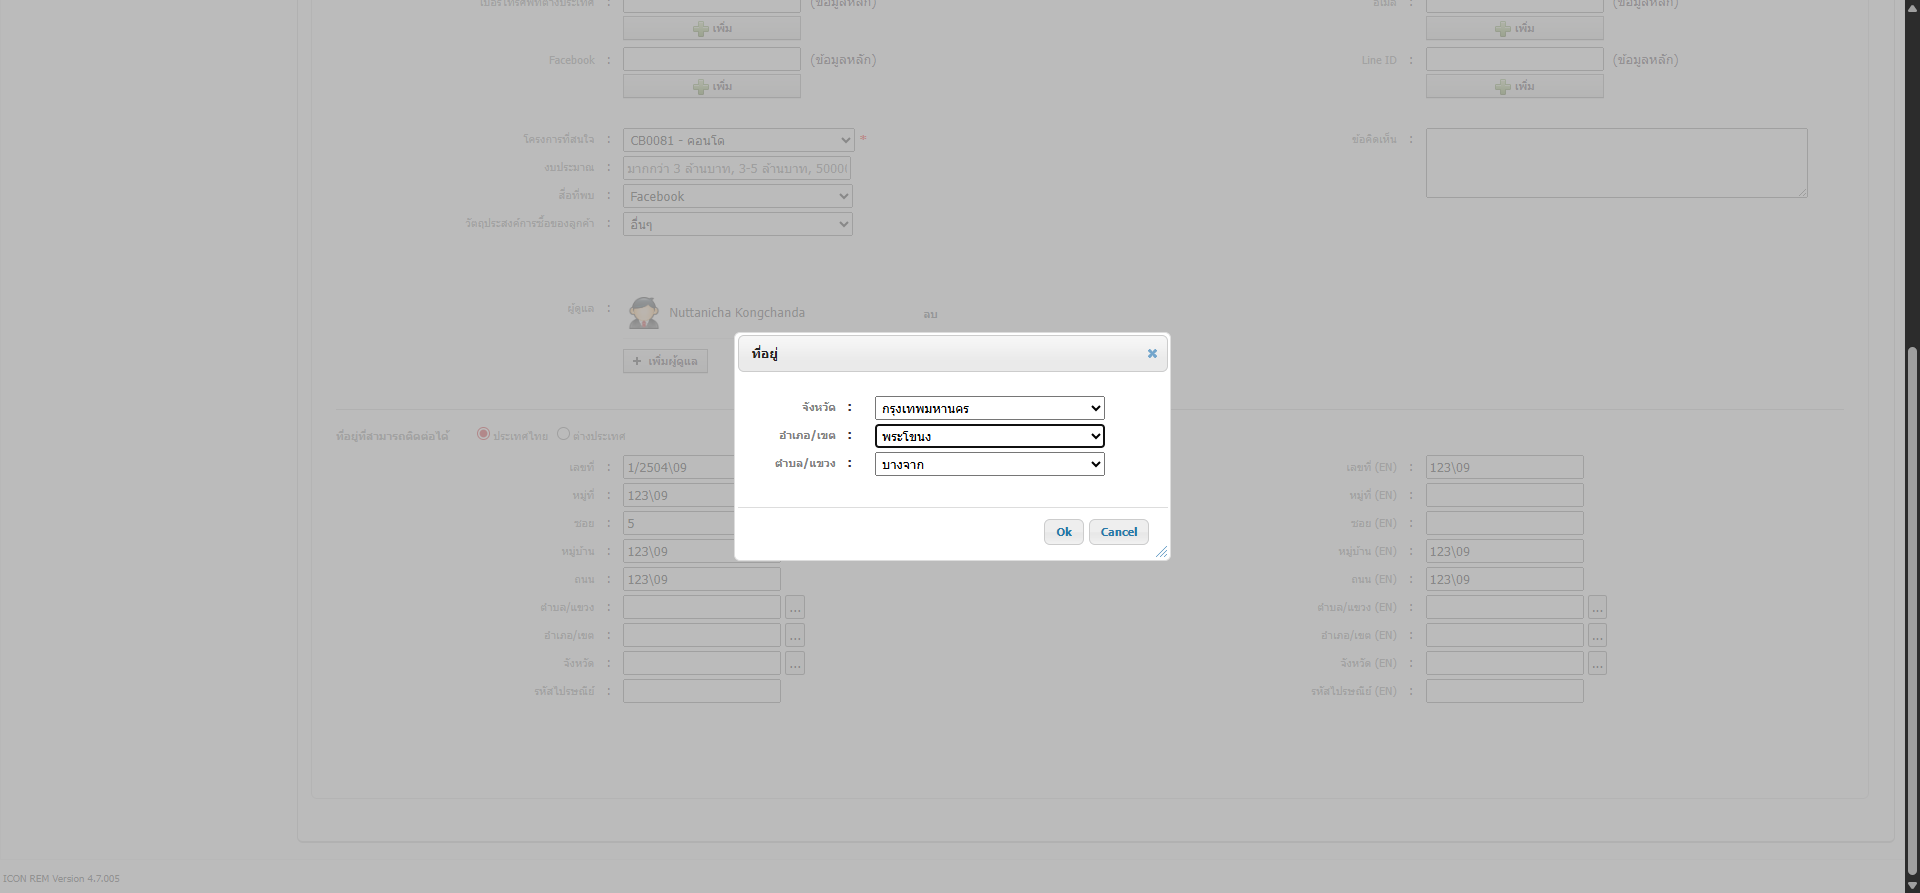 เบอร์โทรศัพท์ต่างประเทศ : (ข้อมูลหลัก) อีเมล : (ข้อมูลหลัก)
เพิ่ม เพิ่ม
Facebook : (ข้อมูลหลัก) Line ID : (ข้อมูลหลัก)
เพิ่ม เพิ่ม
โครงการที่สนใจ : CB0081 - คอนโด * ข้อคิดเห็น :
งบประมาณ : มากกว่า 3 ล้านบาท, 3-5 ล้านบาท, 5000
สื่อที่พบ : Facebook
วัตถุประสงค์การซื้อของลูกค้า : อื่นๆ
ผู้ดูแล : Nuttanicha Kongchanda ลบ
+ เพิ่มผู้ดูแล
ที่อยู่
จังหวัด : กรุงเทพมหานคร
อำเภอ/เขต : พระโขนง
ตำบล/แขวง : บางจาก
Ok Cancel
ที่อยู่ที่สามารถติดต่อได้ ประเทศไทย ต่างประเทศ
เลขที่ : 1/2504\09 เลขที่ (EN) : 123\09
หมู่ที่ : 123\09 หมู่ที่ (EN) :
ซอย : 5 ซอย (EN) :
หมู่บ้าน : 123\09 หมู่บ้าน (EN) : 123\09
ถนน : 123\09 ถนน (EN) : 123\09
ตำบล/แขวง : ... ตำบล/แขวง (EN) : ...
อำเภอ/เขต : ... อำเภอ/เขต (EN) : ...
จังหวัด : ... จังหวัด (EN) : ...
รหัสไปรษณีย์ : รหัสไปรษณีย์ (EN) :
ICON REM Version 4.7.005